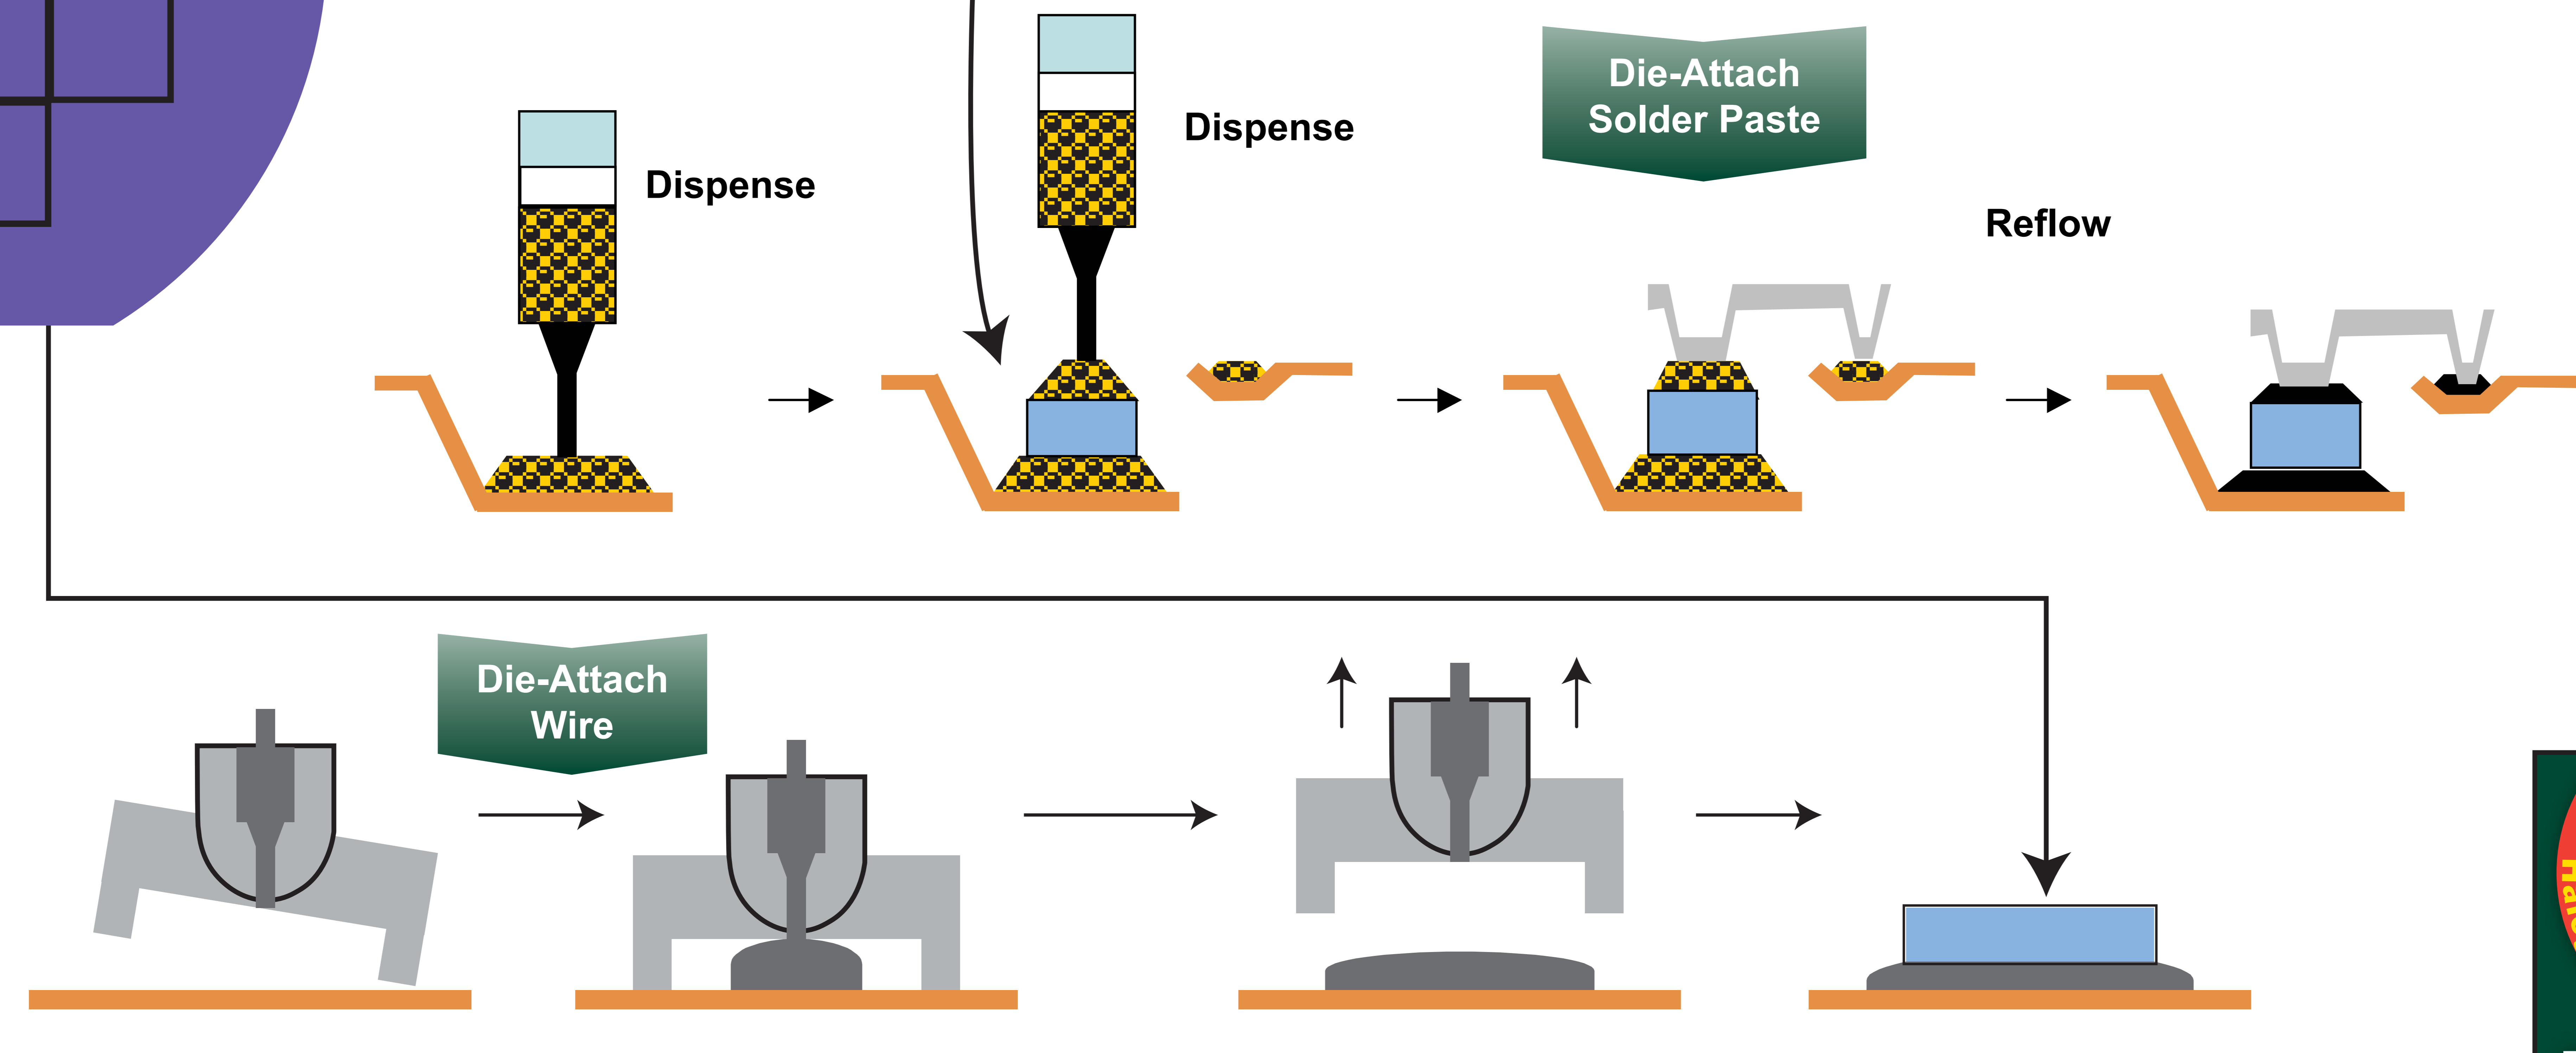 Dispense
Dispense
Die-Attach
Solder Paste
Reflow
Die-Attach
Wire